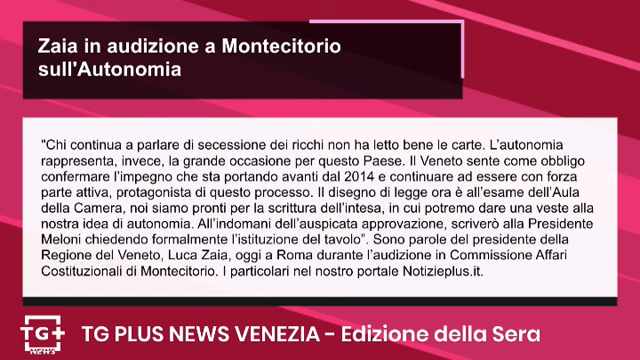 Zaia in audizione a Montecitorio
sull'Autonomia
"Chi continua a parlare di secessione dei ricchi non ha letto bene le carte. L'autonomia
rappresenta, invece, la grande occasione per questo Paese. Il Veneto sente come obbligo
confermare l'impegno che sta portando avanti dal 2014 e continuare ad essere con forza
parte attiva, protagonista di questo processo. Il disegno di legge ora è all'esame dell'Aula
della Camera, noi siamo pronti per la scrittura dell'intesa, in cui potremo dare una veste alla
nostra idea di autonomia. All'indomani dell'auspicata approvazione, scriverò alla Presidente
Meloni chiedendo formalmente l'istituzione del tavolo". Sono parole del presidente della
Regione del Veneto, Luca Zaia, oggi a Roma durante l'audizione in Commissione Affari
Costituzionali di Montecitorio. I particolari nel nostro portale Notizieplus.it.
TG+
NEWS
TG PLUS NEWS VENEZIA - Edizione della Sera